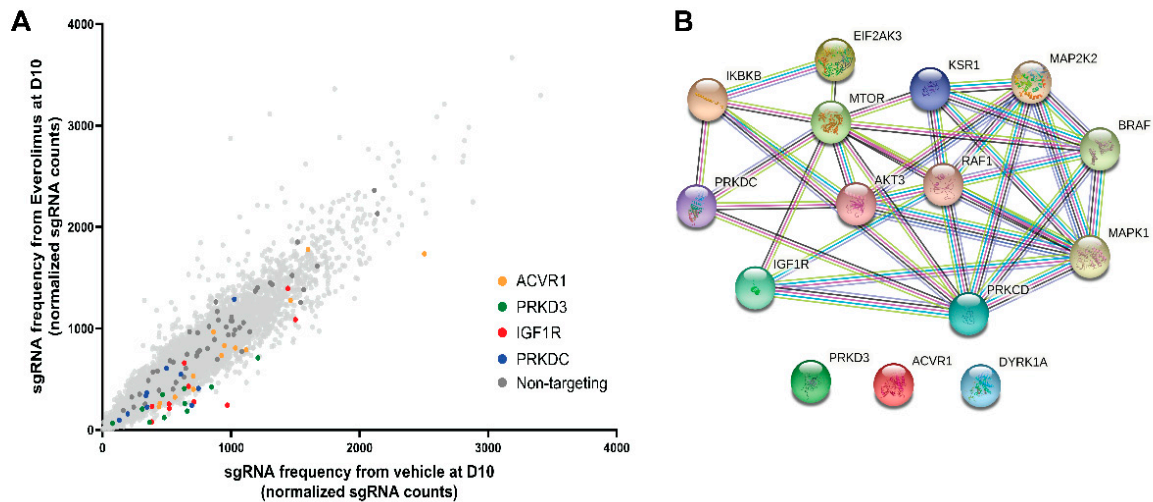 A
sgRNA frequency from Everolimus at D10
(normalized sgRNA counts)
4000
3000
2000
1000
0
0
1000
2000
3000
4000
sgRNA frequency from vehicle at D10
(normalized sgRNA counts)
ACVR1
PRKD3
IGF1R
PRKDC
Non-targeting
B
EIF2AK3
IKBKB
KSR1
MAP2K2
MTOR
BRAF
PRKDC
AKT3
RAF1
MAPK1
IGF1R
PRKCD
PRKD3
ACVR1
DYRK1A